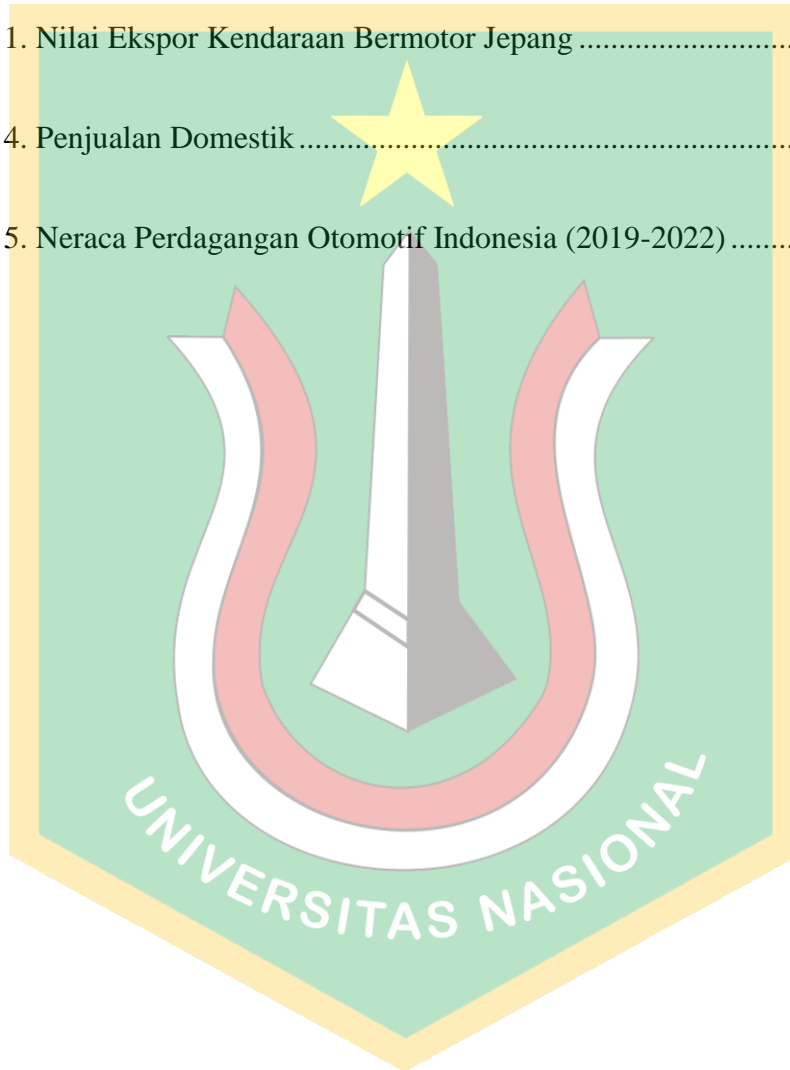 1. Nilai Ekspor Kendaraan Bermotor Jepang ..........................
4. Penjualan Domestik ............................................................
5. Neraca Perdagangan Otomotif Indonesia (2019-2022) ........
UNIVERSITAS NASIONAL